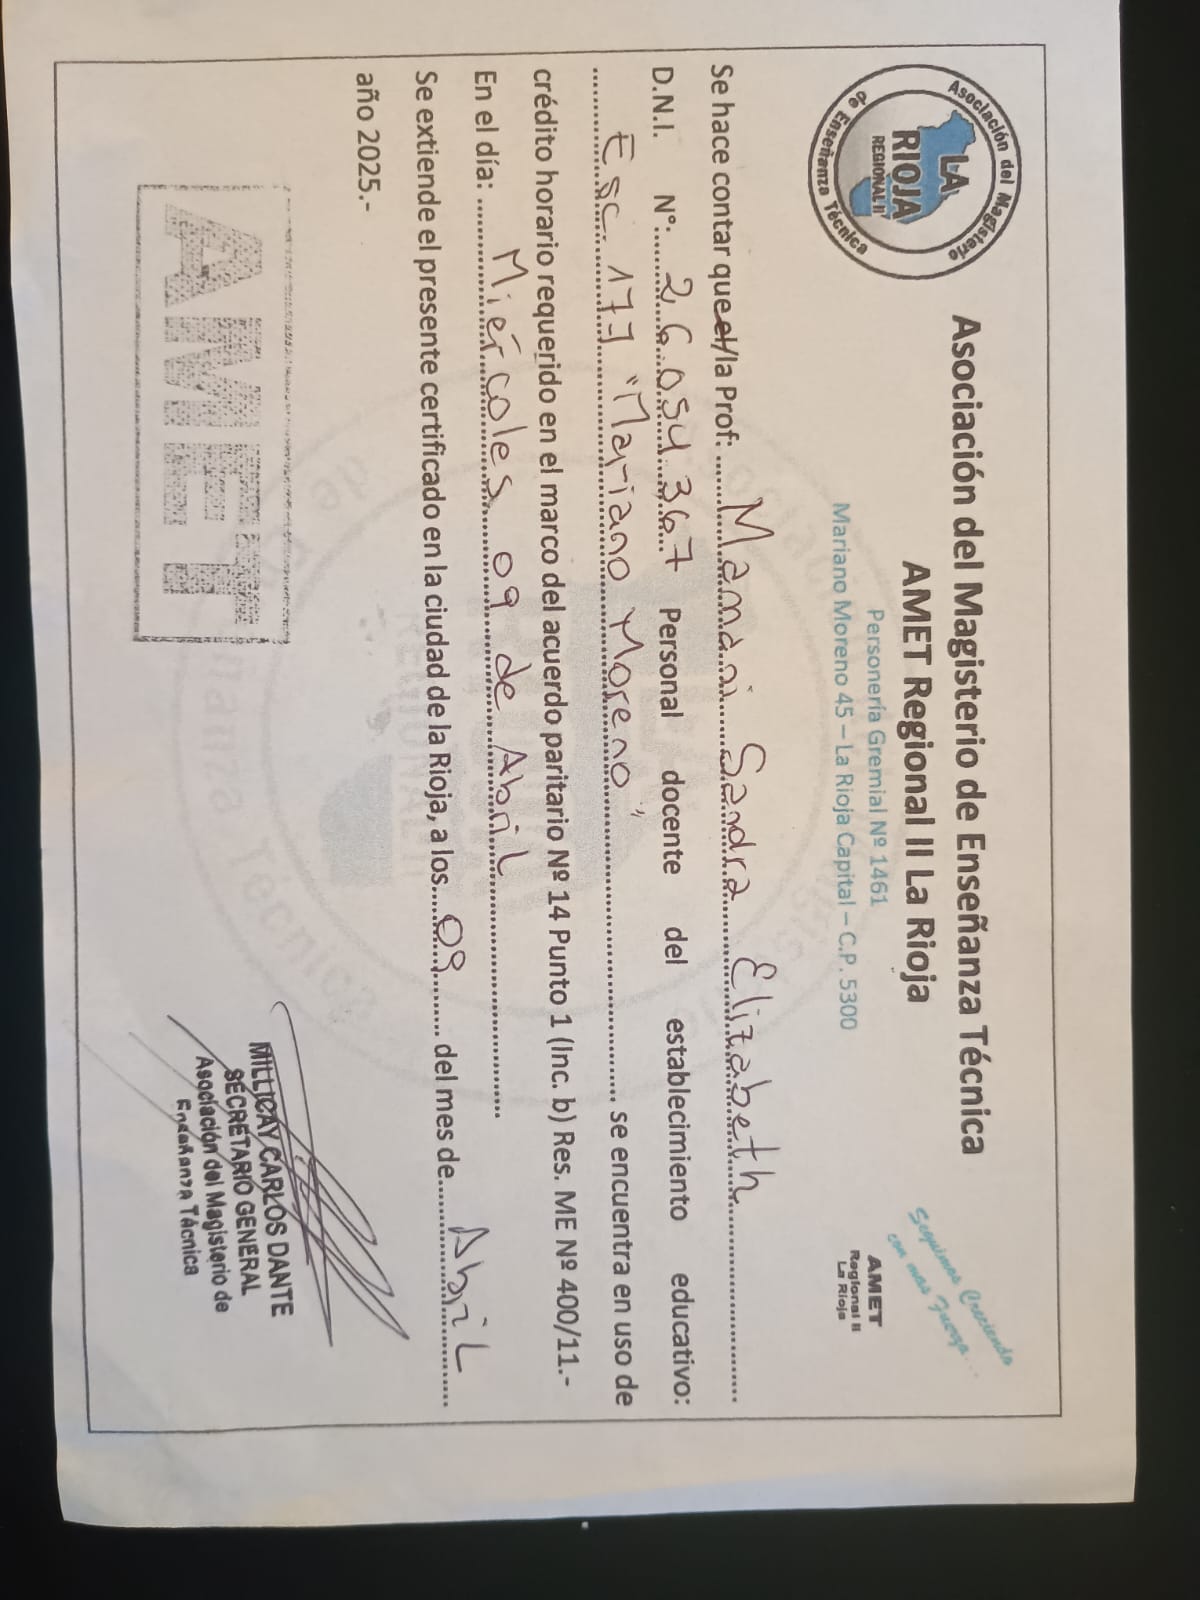 Asociación del Magisterio de Enseñanza Técnica
LA
RIOJA
REGIONAL II
Asociación del Magisterio de Enseñanza Técnica
AMET Regional II La Rioja
Personería Gremial Nº 1461
Mariano Moreno 45 – La Rioja Capital – C.P. 5300
Seguimos Creciendo
con mas Fuerza...
AMET
Regional II
La Rioja
Se hace contar que el/la Prof: Mamani Sandra Elizabeth
D.N.I. N°. 26.054.367 Personal docente del establecimiento educativo:
Esc. 177 "Mariano Moreno" se encuentra en uso de
crédito horario requerido en el marco del acuerdo paritario Nº 14 Punto 1 (Inc. b) Res. ME Nº 400/11.-
En el día: Miércoles 09 de Abril
Se extiende el presente certificado en la ciudad de la Rioja, a los 09 del mes de Abril
año 2025.-
AMET
MILLICAY CARLOS DANTE
SECRETARIO GENERAL
Asociación del Magisterio de
Enseñanza Técnica